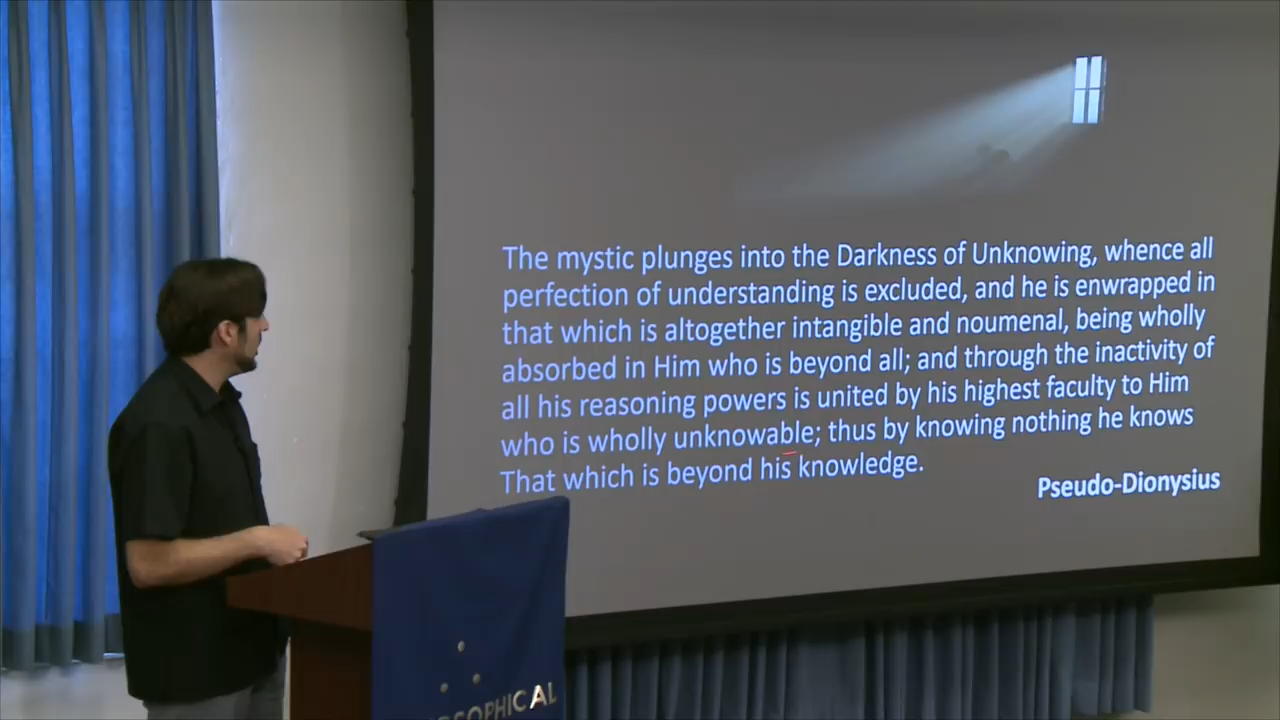 The mystic plunges into the Darkness of Unknowing, whence all
perfection of understanding is excluded, and he is enwrapped in
that which is altogether intangible and noumenal, being wholly
absorbed in Him who is beyond all; and through the inactivity of
all his reasoning powers is united by his highest faculty to Him
who is wholly unknowable; thus by knowing nothing he knows
That which is beyond his knowledge.
Pseudo-Dionysius
OSOPHICAL